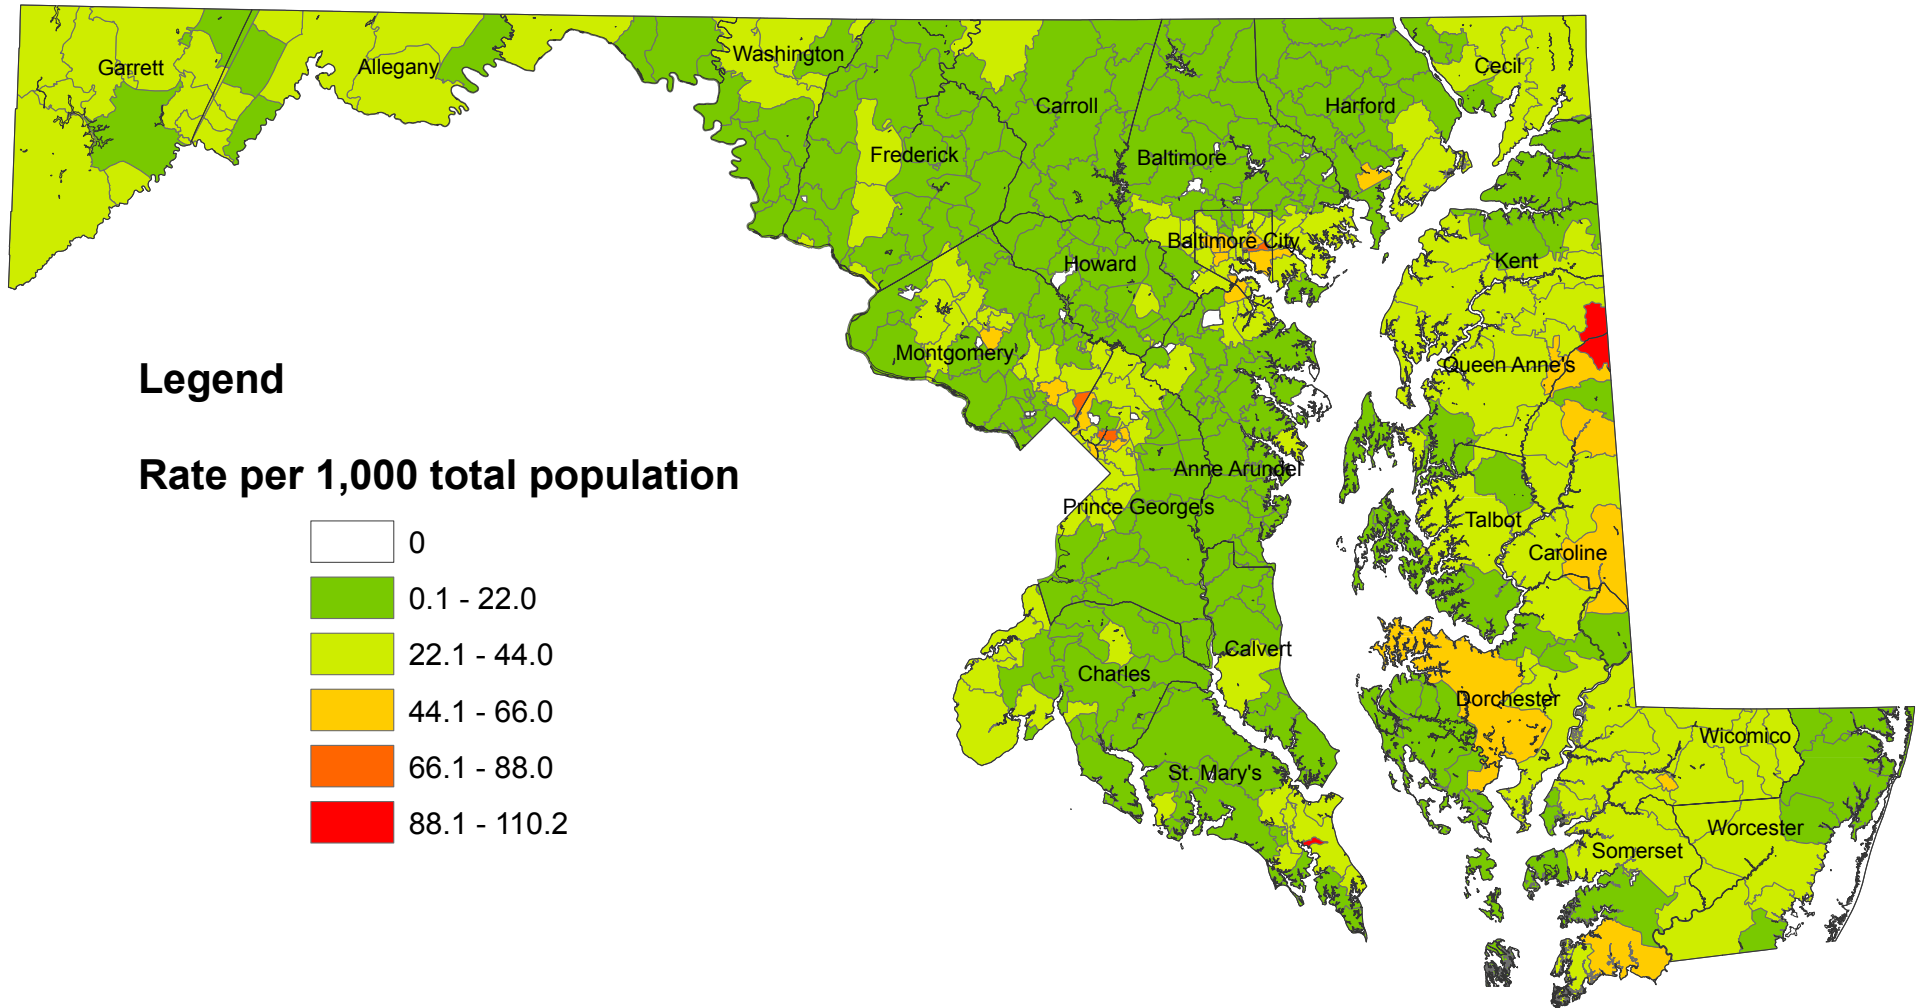 Washington
Garrett
Allegany
Cecil
Carroll
Harford
Frederick
Baltimore
Baltimore City
Howard
Kent
Montgomery
Queen Anne's
Legend
Rate per 1,000 total population
Anne Arundel
Prince George's
Talbot
Caroline
0
0.1 - 22.0
22.1 - 44.0
44.1 - 66.0
66.1 - 88.0
88.1 - 110.2
Calvert
Charles
Dorchester
Wicomico
St. Mary's
Worcester
Somerset